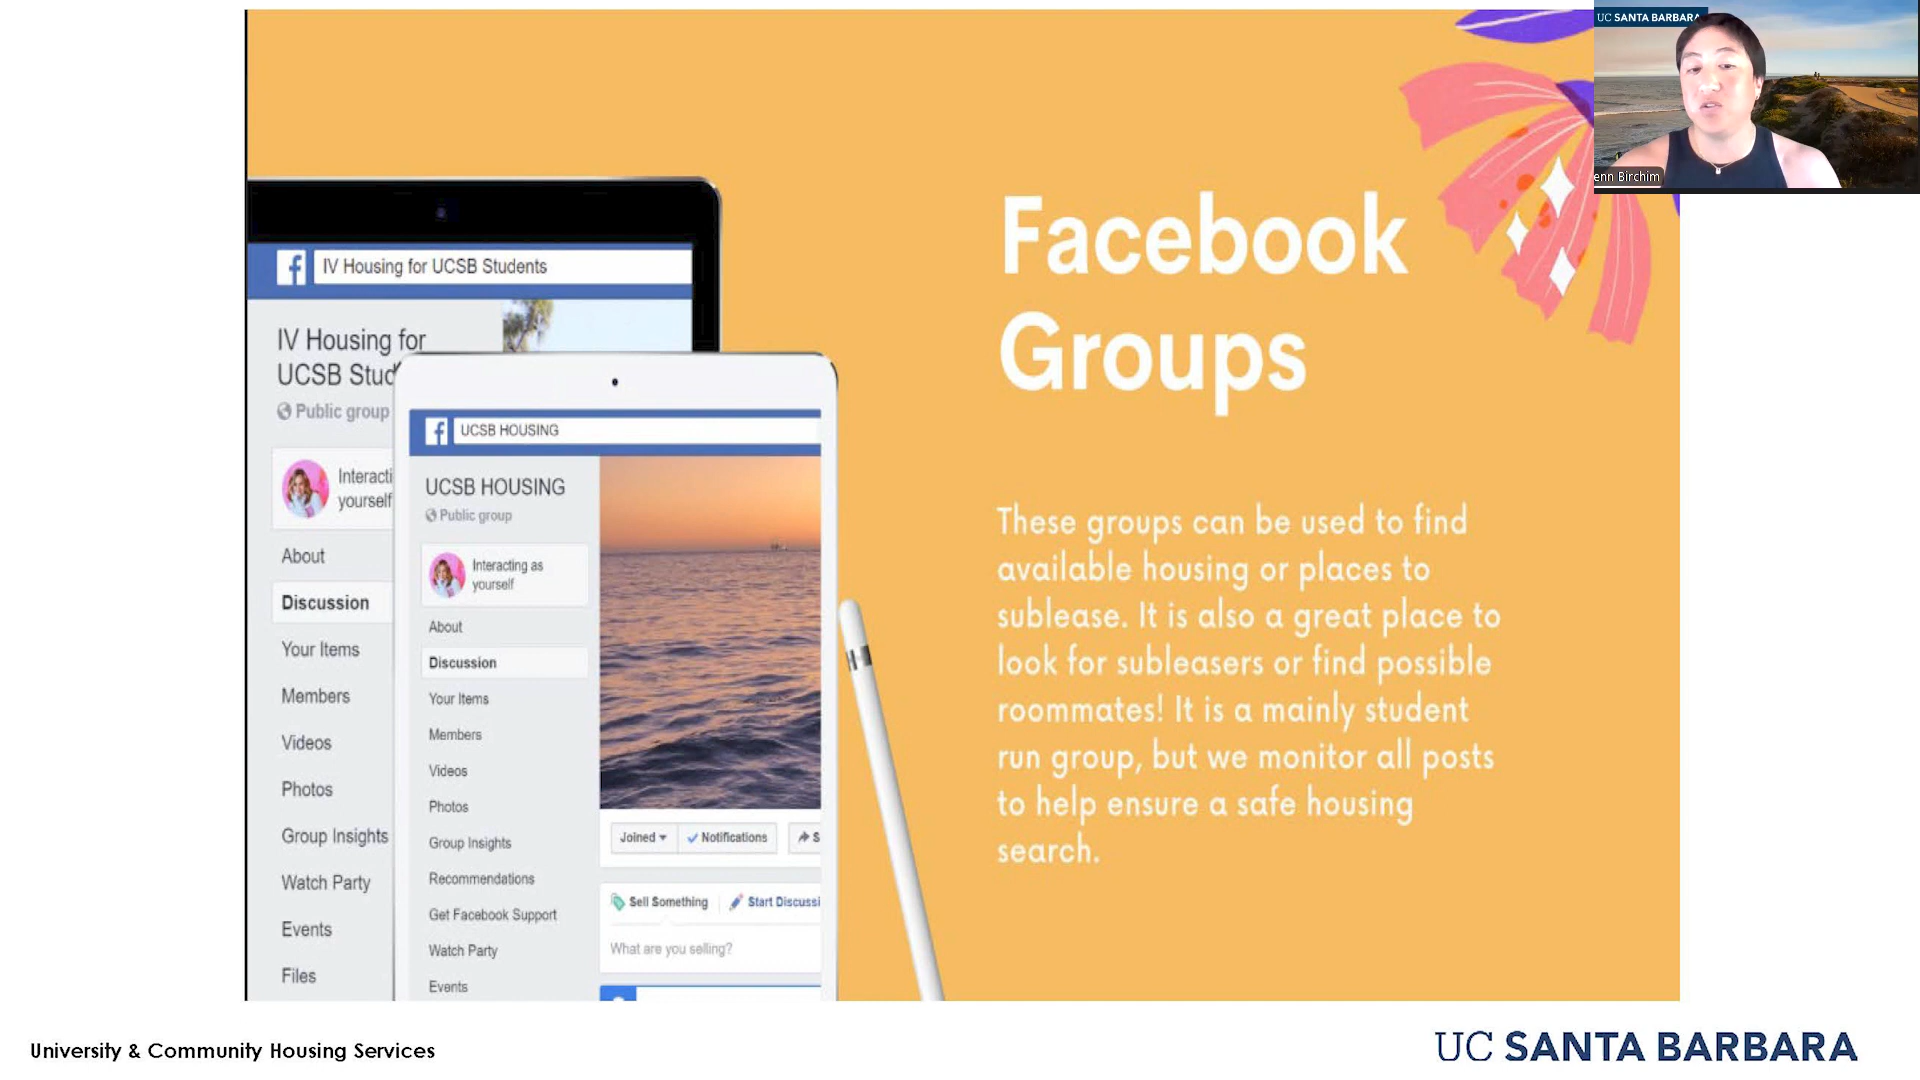 UC SANTA BARBARA
enn Birchim
IV Housing for UCSB Students
IV Housing for
UCSB Stud
Public group
Interacti
yourself
About
Discussion
Your Items
Members
Videos
Photos
Group Insights
Watch Party
Events
Files
UCSB HOUSING
UCSB HOUSING
Public group
Interacting as
yourself
About
Discussion
Your Items
Members
Videos
Photos
Group Insights
Recommendations
Get Facebook Support
Watch Party
Events
Joined
Notifications
S
Sell Something
Start Discussi
What are you selling?
Facebook
Groups
These groups can be used to find
available housing or places to
sublease. It is also a great place to
look for subleasers or find possible
roommates! It is a mainly student
run group, but we monitor all posts
to help ensure a safe housing
search.
University & Community Housing Services
UC SANTA BARBARA